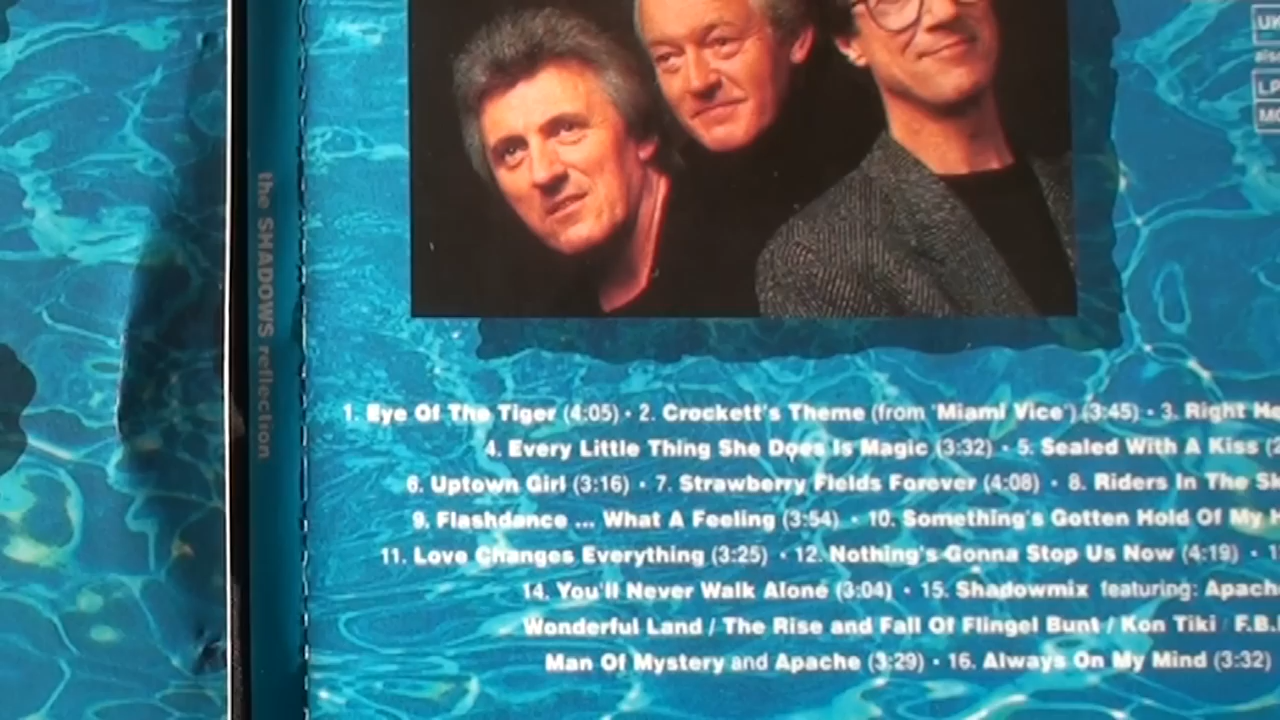 UK
LP
MC
the SHADOWS reflection
1. Eye Of The Tiger (4:05) • 2. Crockett's Theme (from 'Miami Vice') (3:45) • 3. Right
4. Every Little Thing She Does Is Magic (3:32) • 5. Sealed With A Kiss
6. Uptown Girl (3:16) • 7. Strawberry Fields Forever (4:08) • 8. Riders In The
9. Flashdance ... What A Feeling (3:54) • 10. Something's Gotten Hold Of My
11. Love Changes Everything (3:25) • 12. Nothing's Gonna Stop Us Now (4:19) •
14. You'll Never Walk Alone (3:04) • 15. Shadowmix featuring: Apach
Wonderful Land / The Rise and Fall Of Flingel Bunt / Kon Tiki / F.B.I
Man Of Mystery and Apache (3:29) • 16. Always On My Mind (3:32)